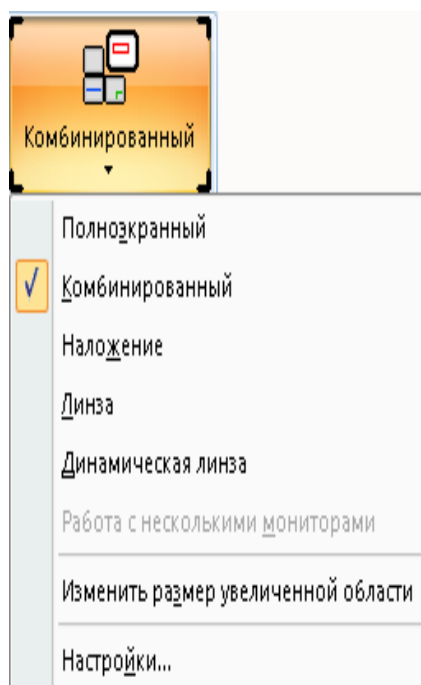 Комбинированный
Полноэкранный
Комбинированный
Наложение
Линза
Динамическая линза
Работа с несколькими мониторами
Изменить размер увеличенной области
Настройки...